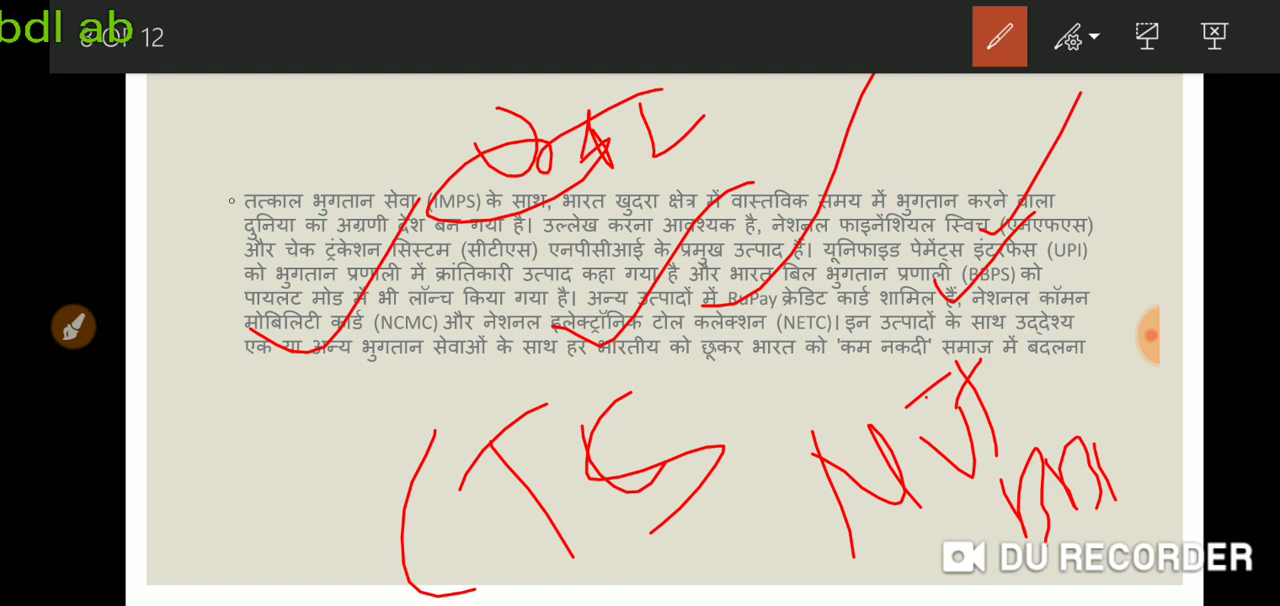 bdl ab
6 OF 12
तत्काल भुगतान सेवा (IMPS) के साथ, भारत खुदरा क्षेत्र में वास्तविक समय में भुगतान करने वाला
दुनिया का अग्रणी देश बन गया है। उल्लेख करना आवश्यक है, नेशनल फाइनेंशियल स्विच (एनएफएस)
और चेक ट्रंकेशन सिस्टम (सीटीएस) एनपीसीआई के प्रमुख उत्पाद हैं। यूनिफाइड पेमेंट्स इंटरफेस (UPI)
को भुगतान प्रणाली में क्रांतिकारी उत्पाद कहा गया है और भारत बिल भुगतान प्रणाली (BBPS) को
पायलट मोड में भी लॉन्च किया गया है। अन्य उत्पादों में RuPay क्रेडिट कार्ड शामिल हैं, नेशनल कॉमन
मोबिलिटी कार्ड (NCMC) और नेशनल इलेक्ट्रॉनिक टोल कलेक्शन (NETC)। इन उत्पादों के साथ उद्देश्य
एक या अन्य भुगतान सेवाओं के साथ हर भारतीय को छूकर भारत को 'कम नकदी' समाज में बदलना
CTS
DU RECORDER